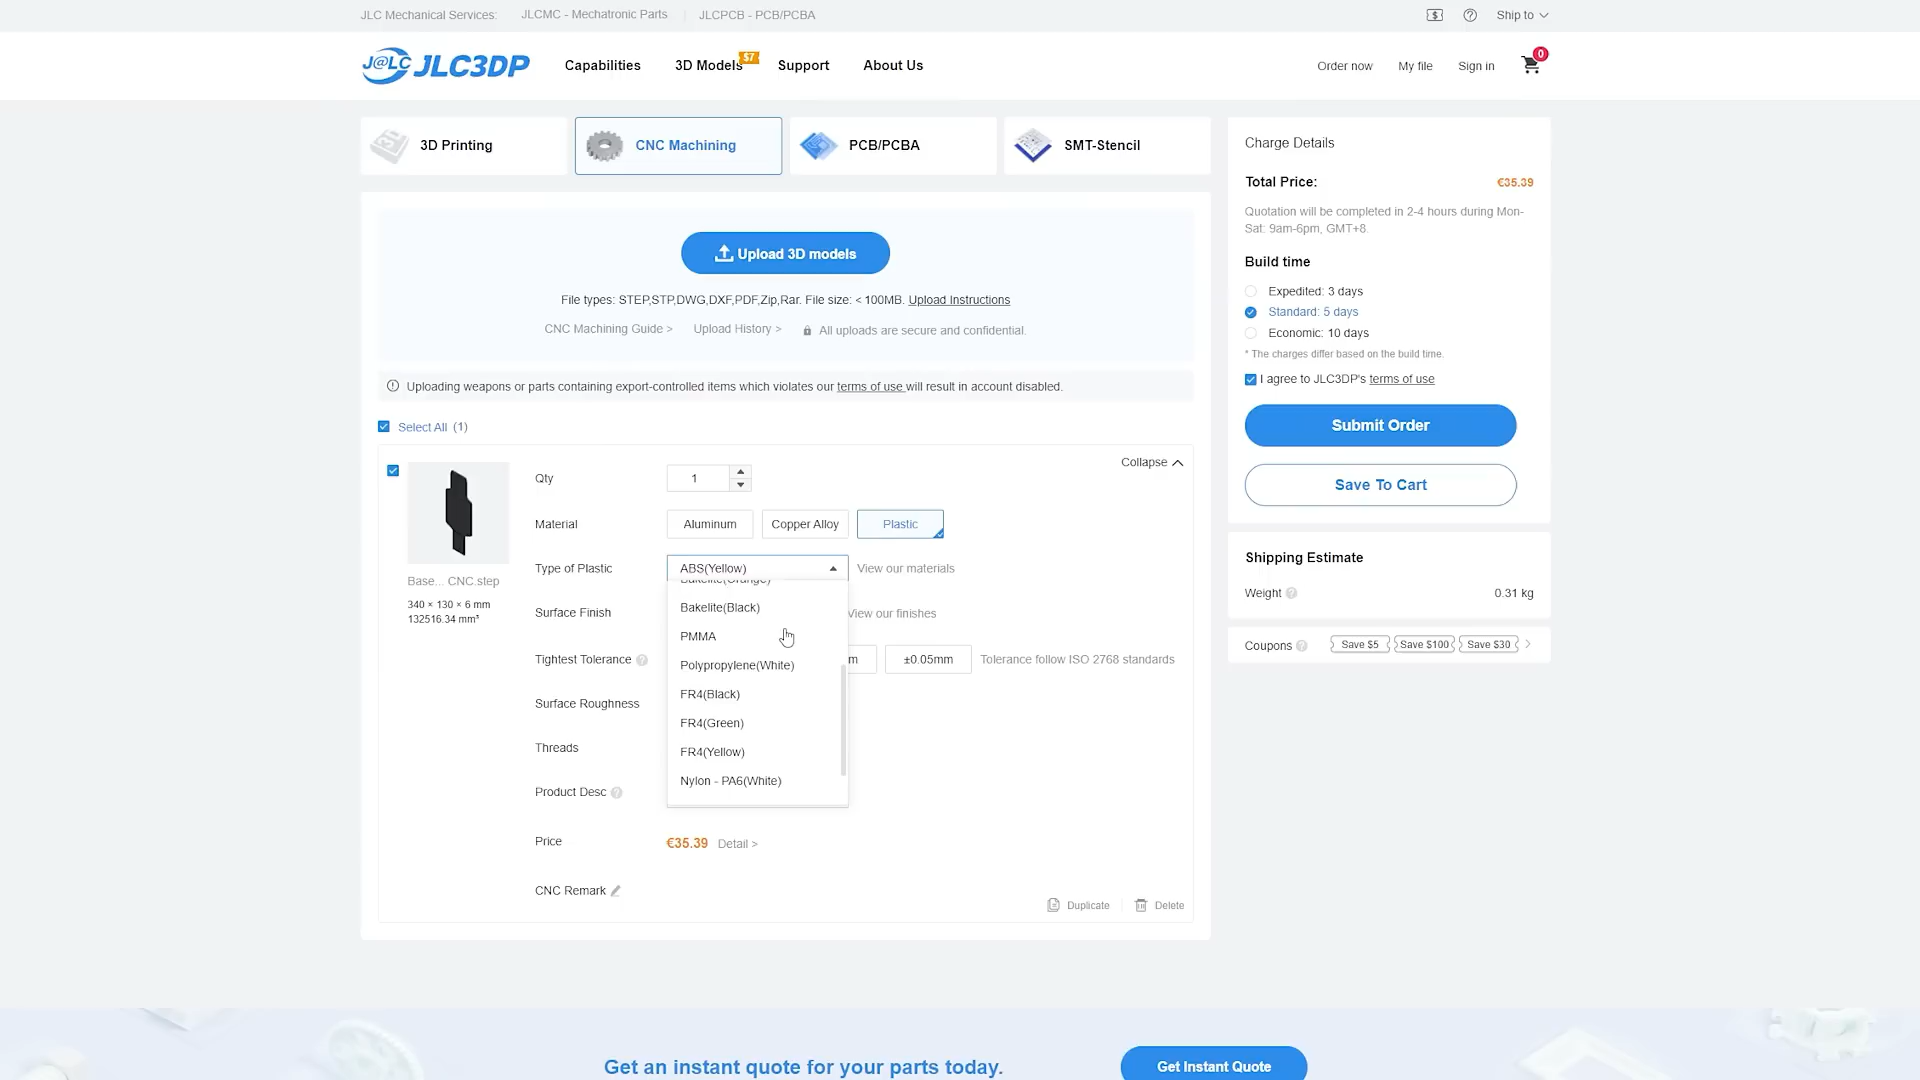 JLC Mechanical Services: JLCMC - Mechatronic Parts JLCPCB - PCB/PCBA Ship to
J@LC JLC3DP Capabilities 3D Models $7 Support About Us Order now My file Sign in 0
3D Printing CNC Machining PCB/PCBA SMT-Stencil
Upload 3D models
File types: STEP,STP,DWG,DXF,PDF,Zip,Rar. File size: < 100MB. Upload Instructions
CNC Machining Guide > Upload History > All uploads are secure and confidential.
Uploading weapons or parts containing export-controlled items which violates our terms of use will result in account disabled.
Select All (1)
Collapse
Base... CNC.step
340 × 130 × 6 mm
132516.34 mm³
Qty 1
Material Aluminum Copper Alloy Plastic
Type of Plastic ABS(Yellow) View our materials
Bakelite(Orange)
Bakelite(Black)
PMMA
Polypropylene(White)
FR4(Black)
FR4(Green)
FR4(Yellow)
Nylon - PA6(White)
Surface Finish View our finishes
Tightest Tolerance m ±0.05mm Tolerance follow ISO 2768 standards
Surface Roughness
Threads
Product Desc
Price €35.39 Detail >
CNC Remark
Duplicate Delete
Charge Details
Total Price: €35.39
Quotation will be completed in 2-4 hours during Mon-
Sat: 9am-6pm, GMT+8.
Build time
Expedited: 3 days
Standard: 5 days
Economic: 10 days
* The charges differ based on the build time.
I agree to JLC3DP's terms of use
Submit Order
Save To Cart
Shipping Estimate
Weight 0.31 kg
Coupons Save $5 Save $100 Save $30
Get an instant quote for your parts today. Get Instant Quote